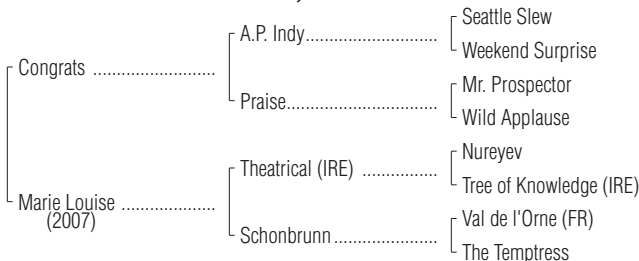 Seattle Slew
A.P. Indy..............................
Weekend Surprise
Congrats .........................
Mr. Prospector
Praise...................................
Wild Applause
Nureyev
Theatrical (IRE) .................
Tree of Knowledge (IRE)
Marie Louise ...................
(2007)
Val de l'Orne (FR)
Schonbrunn.......................
The Temptress